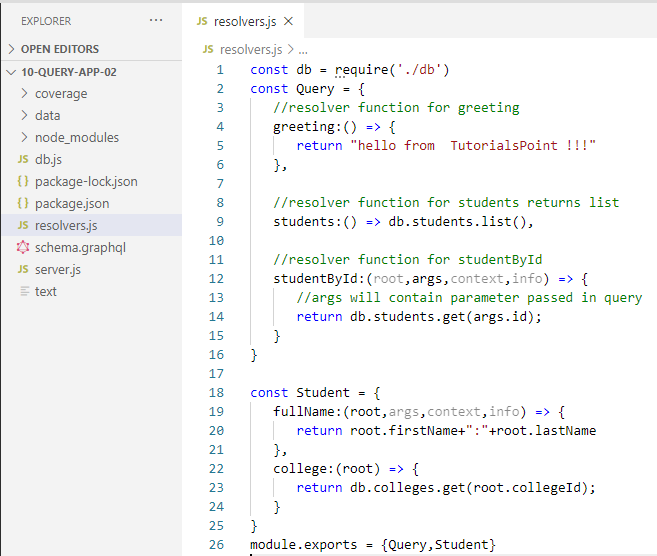 EXPLORER
...
OPEN EDITORS
10-QUERY-APP-02
coverage
data
node_modules
JS db.js
{} package-lock.json
{} package.json
JS resolvers.js
schema.graphql
JS server.js
text
JS resolvers.js ×
JS resolvers.js > ...
1 const db = require('./db')
2 const Query = {
3    //resolver function for greeting
4    greeting:() => {
5       return "hello from  TutorialsPoint !!!"
6    },
7
8    //resolver function for students returns list
9    students:() => db.students.list(),
10
11    //resolver function for studentById
12    studentById:(root,args,context,info) => {
13       //args will contain parameter passed in query
14       return db.students.get(args.id);
15    }
16 }
17
18 const Student = {
19    fullName:(root,args,context,info) => {
20       return root.firstName+":"+root.lastName
21    },
22    college:(root) => {
23       return db.colleges.get(root.collegeId);
24    }
25 }
26 module.exports = {Query,Student}